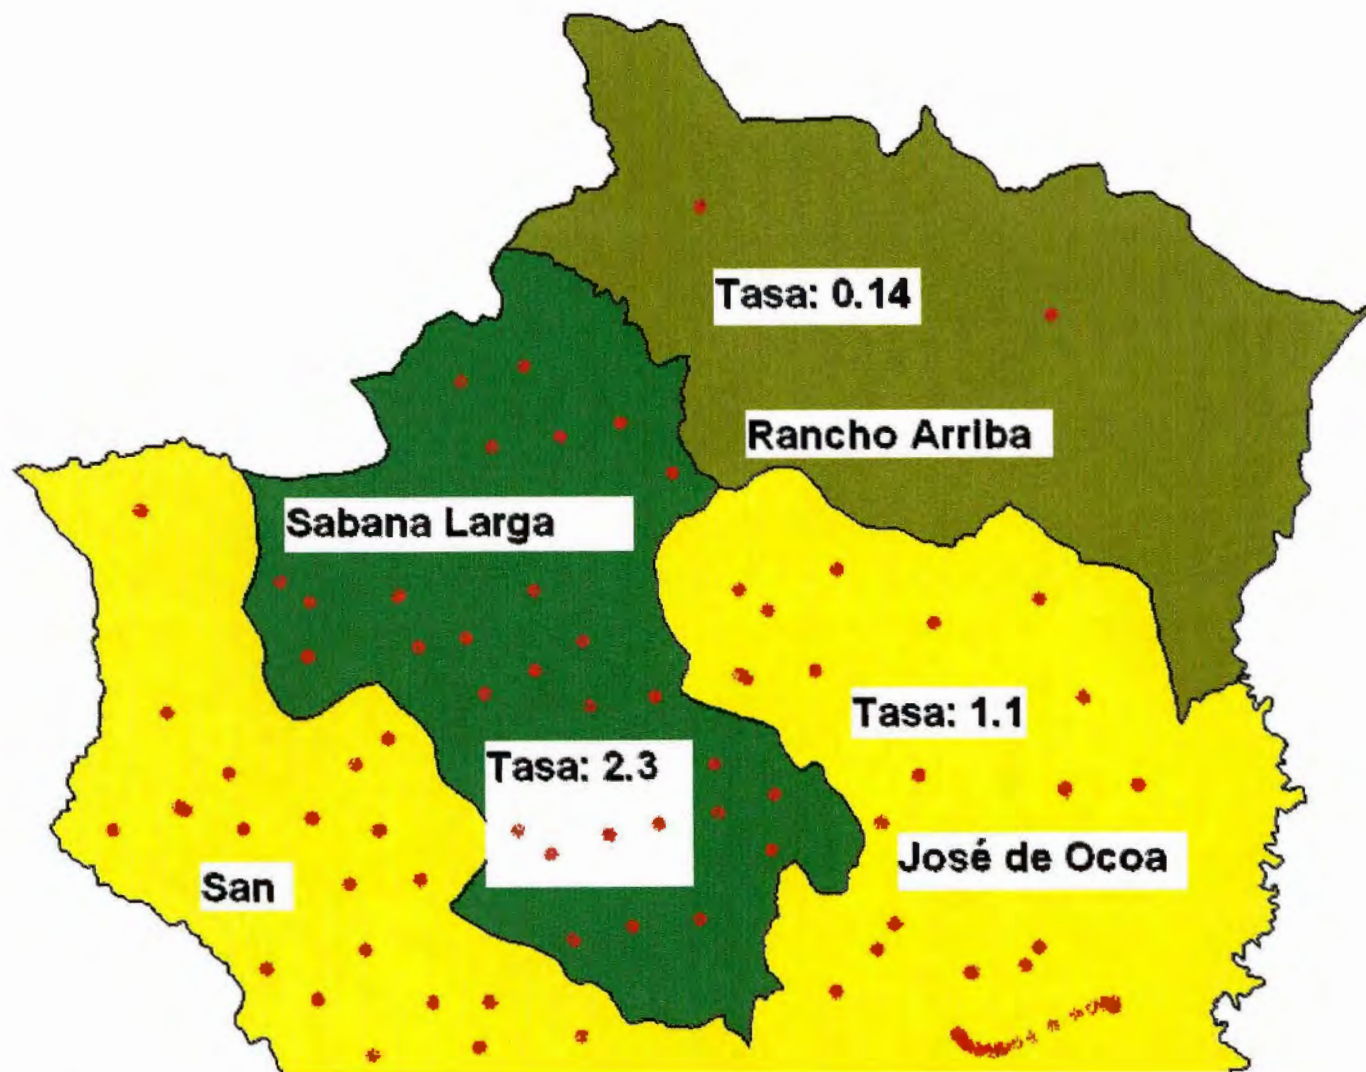 Tasa: 0.14
Rancho Arriba
Sabana Larga
Tasa: 1.1
Tasa: 2.3
José de Ocoa
San